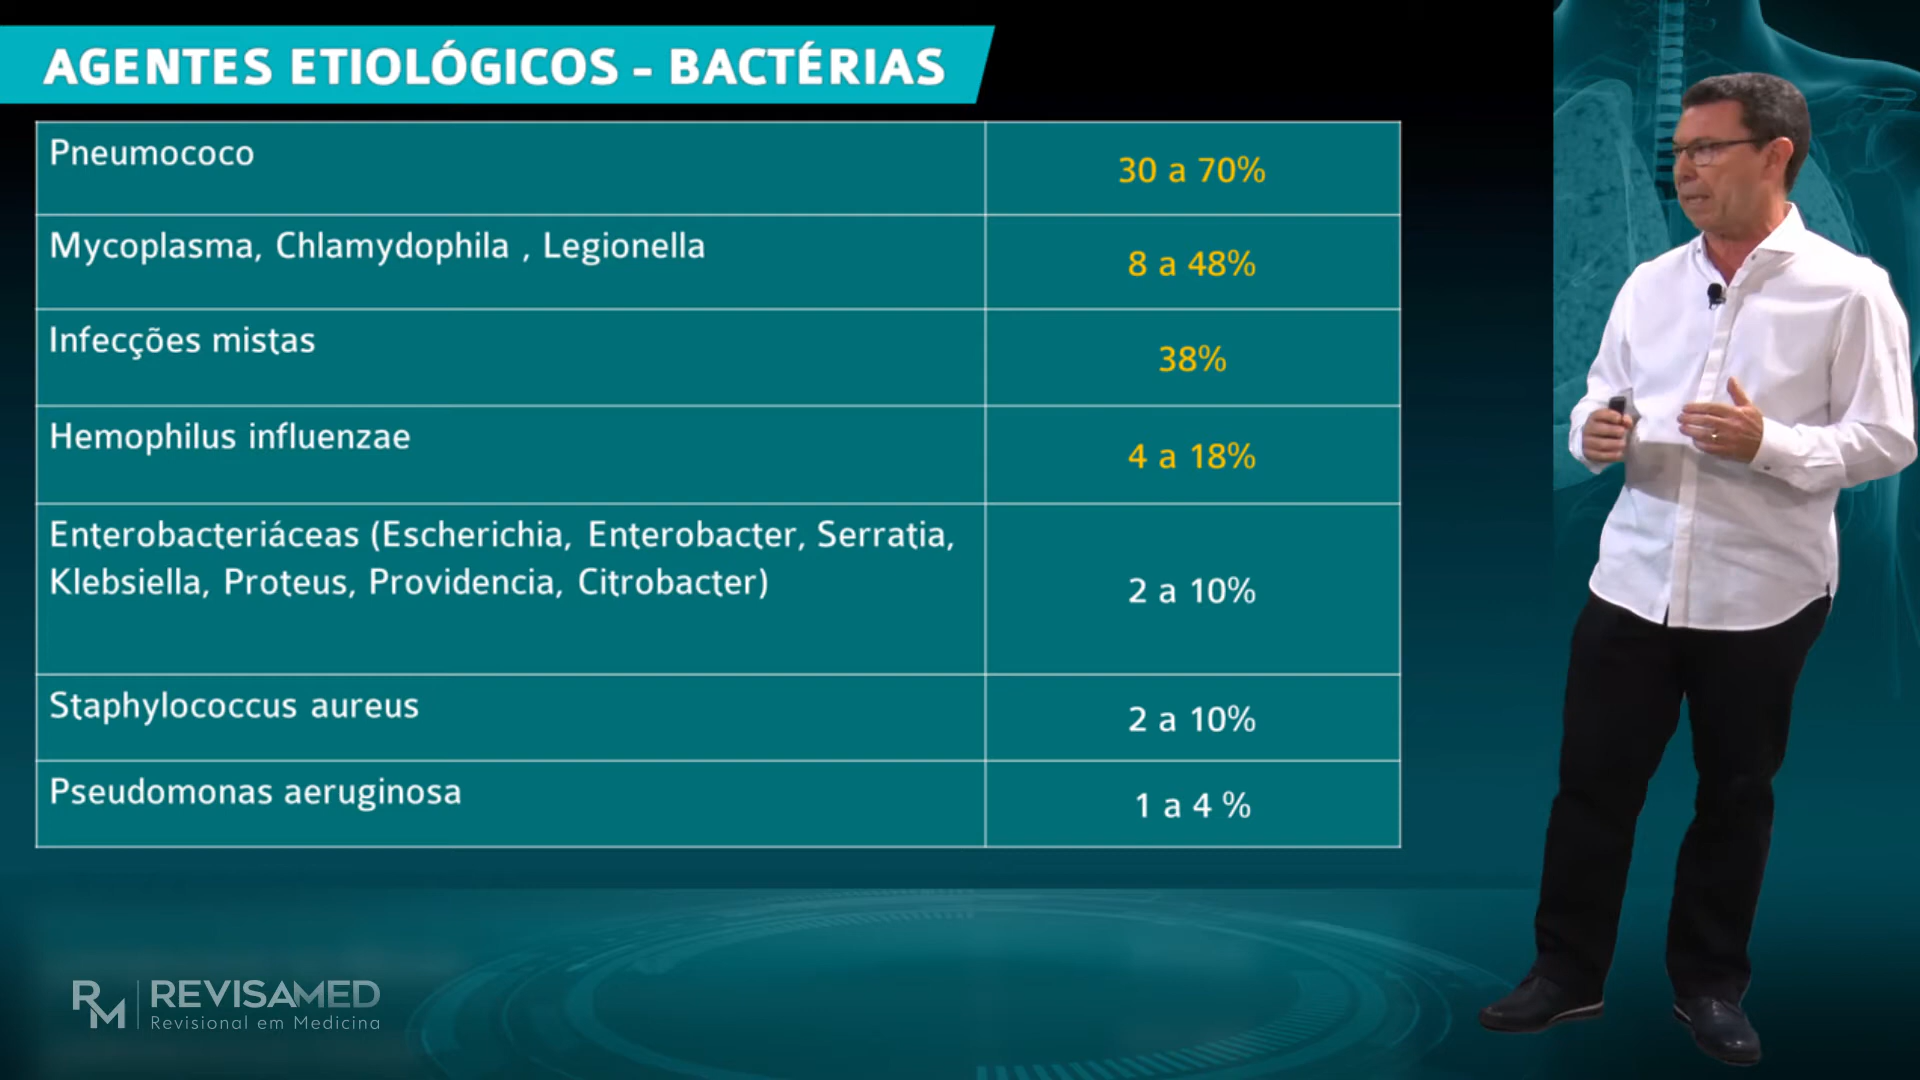 AGENTES ETIOLÓGICOS - BACTÉRIAS
Pneumococo
30 a 70%
Mycoplasma, Chlamydophila , Legionella
8 a 48%
Infecções mistas
38%
Hemophilus influenzae
4 a 18%
Enterobacteriáceas (Escherichia, Enterobacter, Serratia,
Klebsiella, Proteus, Providencia, Citrobacter)
2 a 10%
Staphylococcus aureus
2 a 10%
Pseudomonas aeruginosa
1 a 4 %
RM REVISAMED
Revisional em Medicina